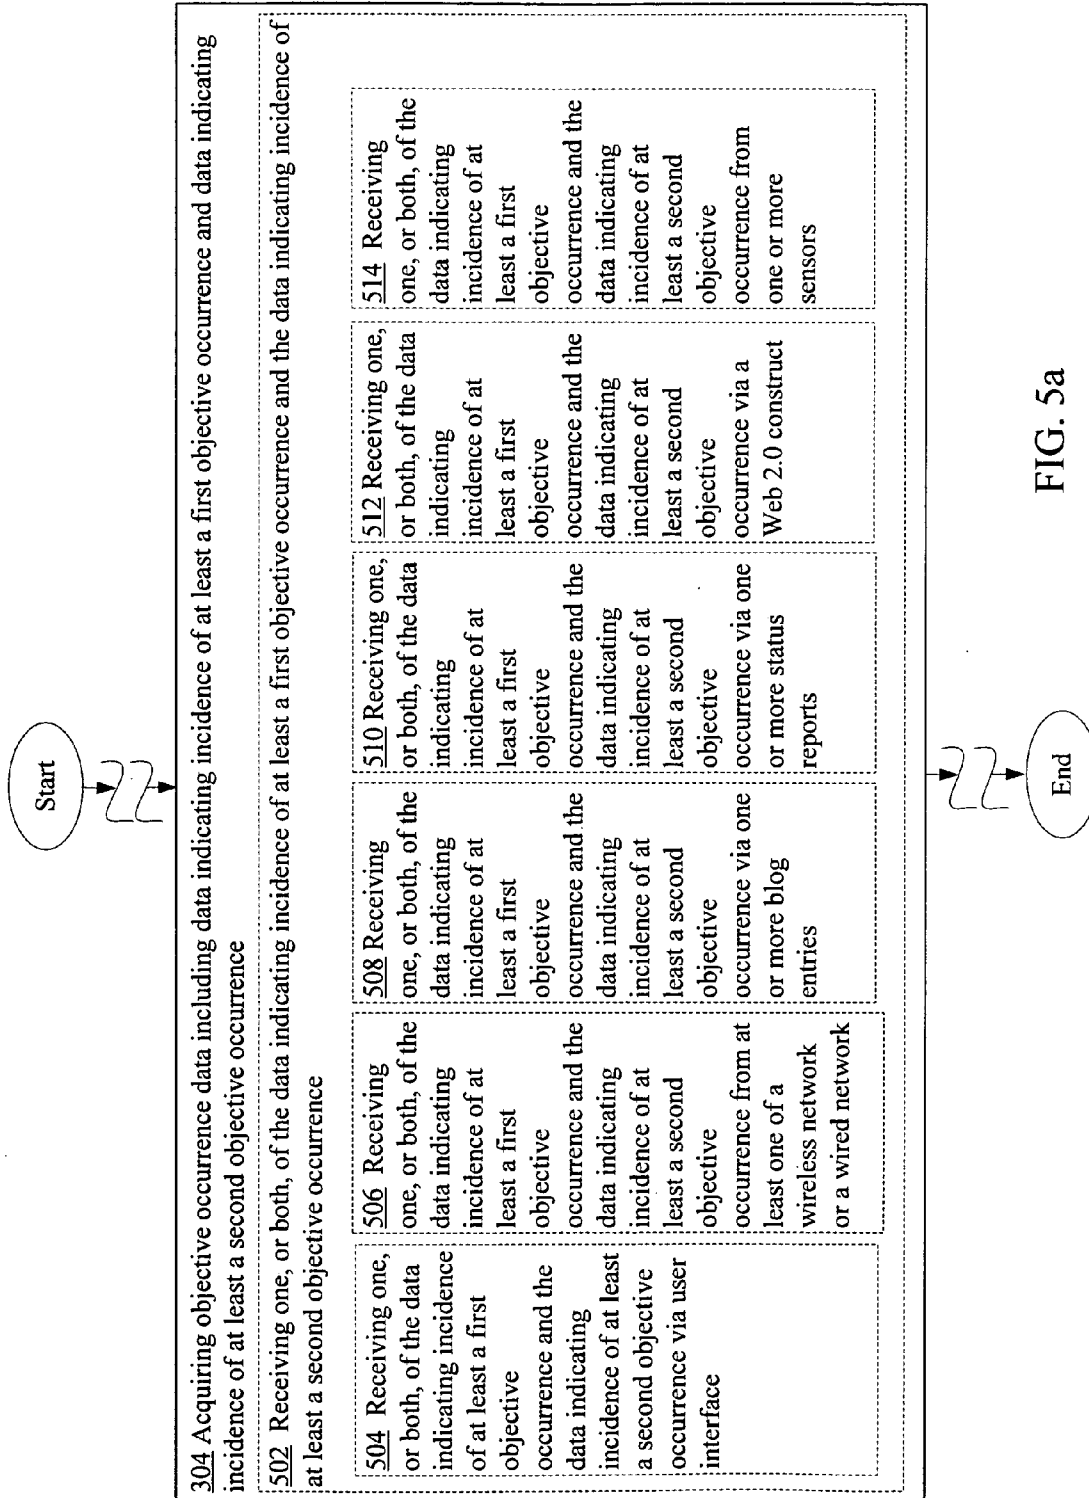 Start
304 Acquiring objective occurrence data including data indicating incidence of at least a first objective occurrence and data indicating
incidence of at least a second objective occurrence
502 Receiving one, or both, of the data indicating incidence of at least a first objective occurrence and the data indicating incidence of
at least a second objective occurrence
504 Receiving one,
or both, of the data
indicating incidence
of at least a first
objective
occurrence and the
data indicating
incidence of at least
a second objective
occurrence via user
interface
506 Receiving
one, or both, of the
data indicating
incidence of at
least a first
objective
occurrence and the
data indicating
incidence of at
least a second
objective
occurrence from at
least one of a
wireless network
or a wired network
508 Receiving
one, or both, of the
data indicating
incidence of at
least a first
objective
occurrence and the
data indicating
incidence of at
least a second
objective
occurrence via one
or more blog
entries
510 Receiving one,
or both, of the data
indicating
incidence of at
least a first
objective
occurrence and the
data indicating
incidence of at
least a second
objective
occurrence via one
or more status
reports
512 Receiving one,
or both, of the data
indicating
incidence of at
least a first
objective
occurrence and the
data indicating
incidence of at
least a second
objective
occurrence via a
Web 2.0 construct
514 Receiving
one, or both, of the
data indicating
incidence of at
least a first
objective
occurrence and the
data indicating
incidence of at
least a second
objective
occurrence from
one or more
sensors
End
FIG. 5a